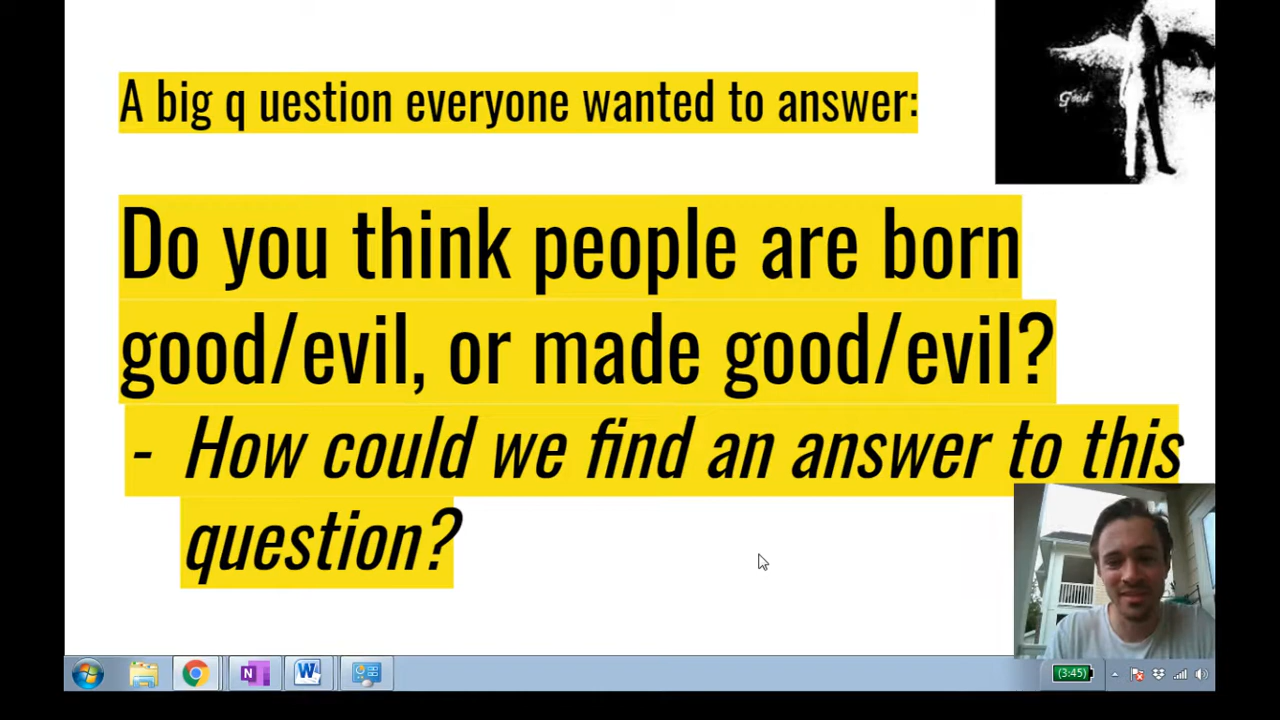 A big q uestion everyone wanted to answer:
Good
Do you think people are born
good/evil, or made good/evil?
- How could we find an answer to this
question?
(3:45)